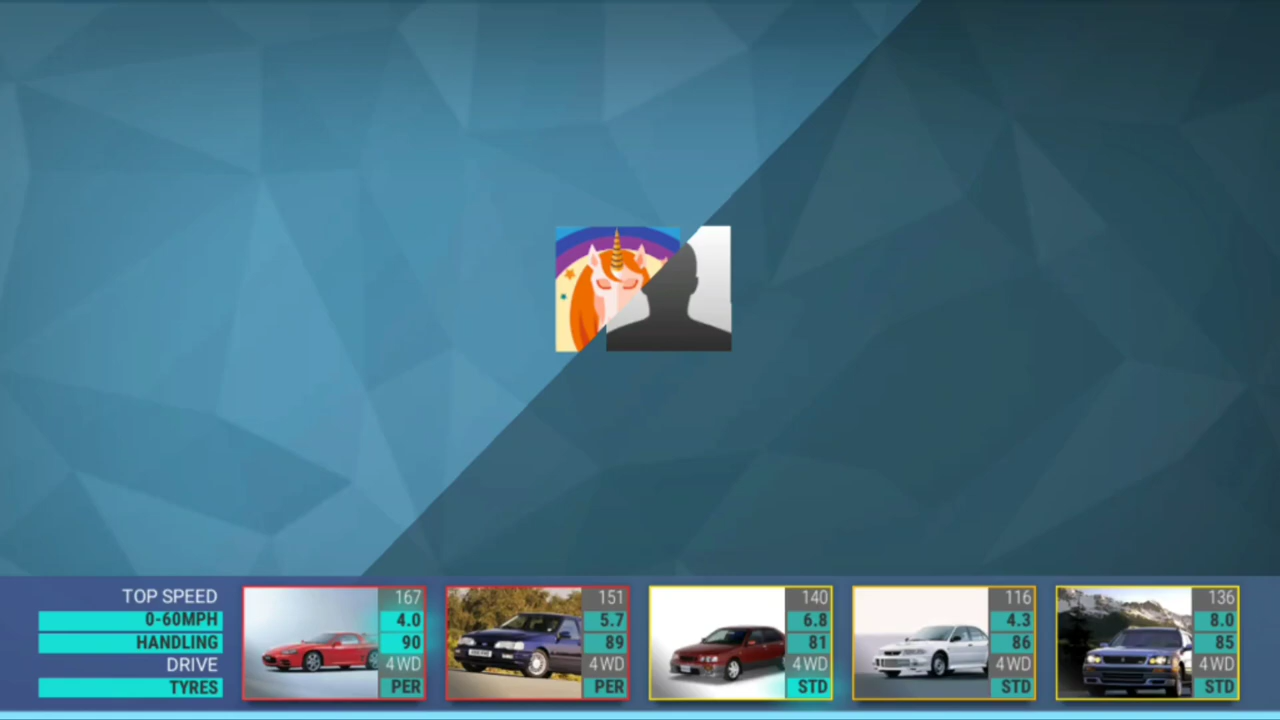 TOP SPEED 167 151 140 116 136
0-60MPH 4.0 5.7 6.8 4.3 8.0
HANDLING 90 89 81 86 85
DRIVE 4WD 4WD 4WD 4WD 4WD
TYRES PER PER STD STD STD